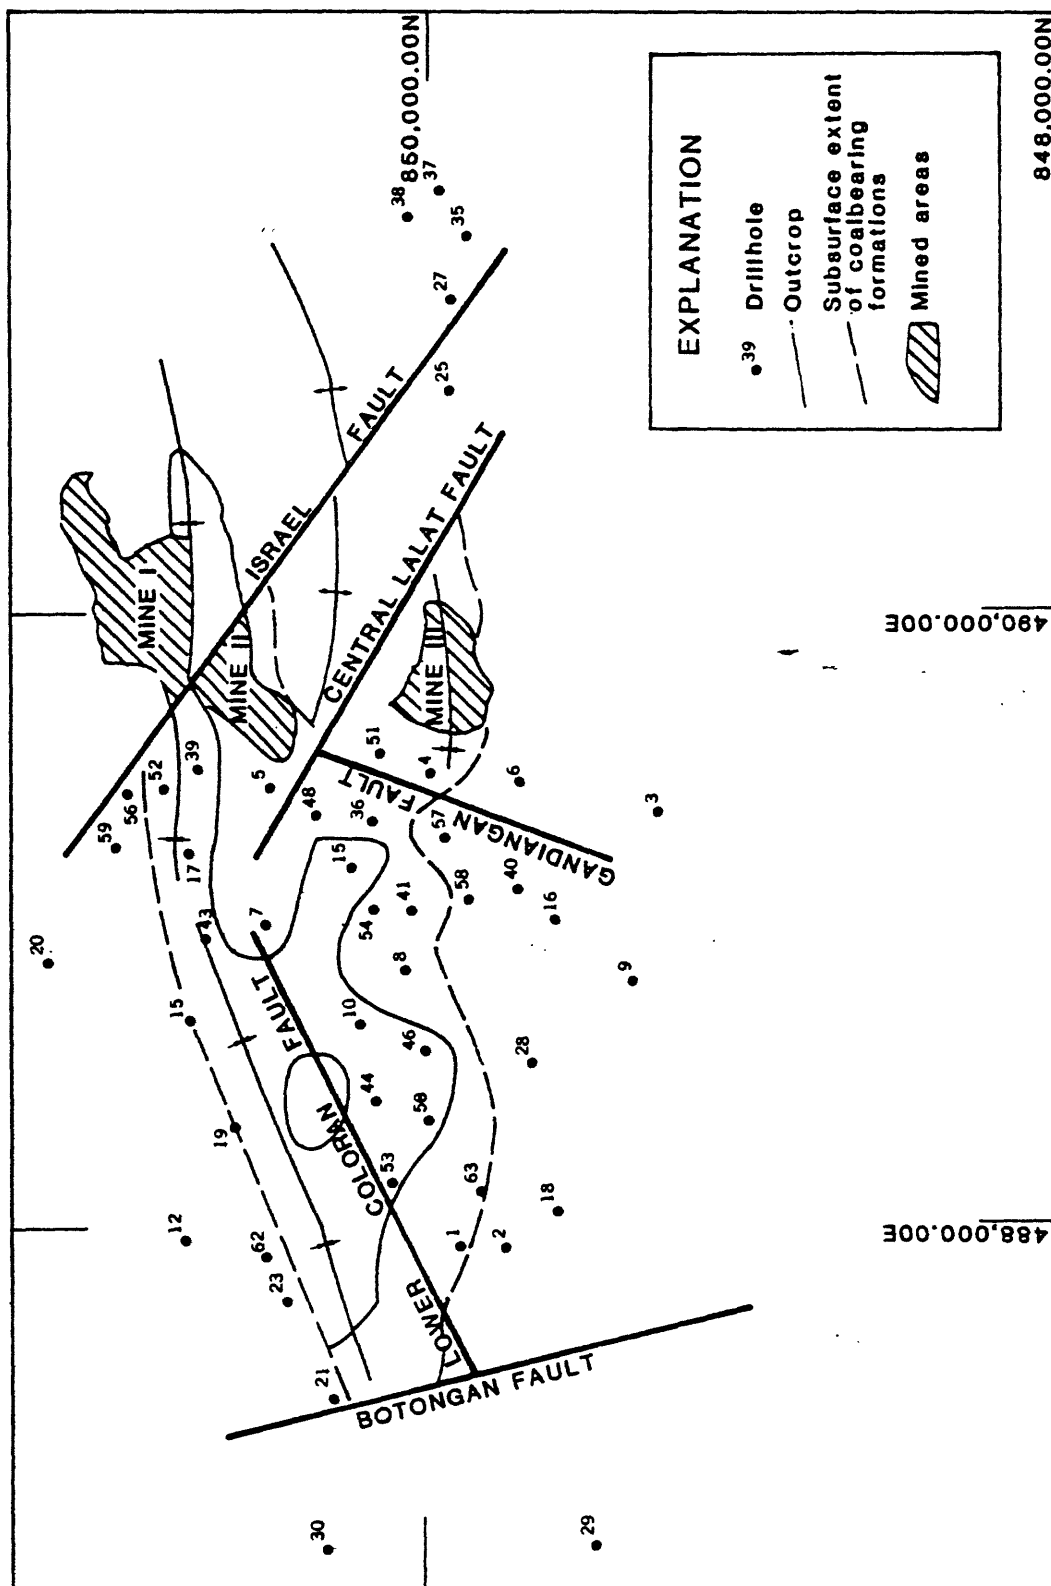 850,000.00N
848,000.00N
490,000.00E
488,000.00E
EXPLANATION
39 Drillhole
Outcrop
Subsurface extent
of coalbearing
formations
Mined areas
ISRAEL FAULT
CENTRAL LALAT FAULT
GANDIANGAN FAULT
LOWER COLORAN FAULT
BOTONGAN FAULT
MINE I
MINE II
MINE III
38
37
35
27
25
59
56
52
39
5
48
36
51
4
6
3
17
20
43
7
15
54
41
57
58
40
16
9
15
19
12
62
23
21
8
10
46
44
58
53
63
1
2
18
28
30
29